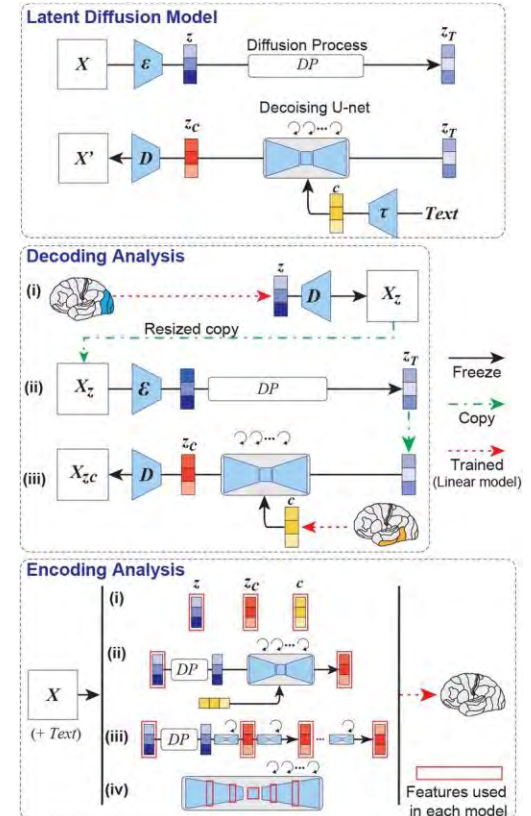 Latent Diffusion Model
z
Diffusion Process
z_T
X
ε
DP
Decoising U-net
z_c
...
z_T
X'
D
c
τ
Text
Decoding Analysis
(i)
z
D
X_z
Resized copy
z_T
(ii)
X_z
ε
DP
Freeze
Copy
z_c
...
(iii)
X_zc
D
c
Trained
(Linear model)
Encoding Analysis
z
z_c
c
(i)
(ii)
...
DP
X
(+ Text)
(iii)
DP
...
(iv)
...
Features used
in each model